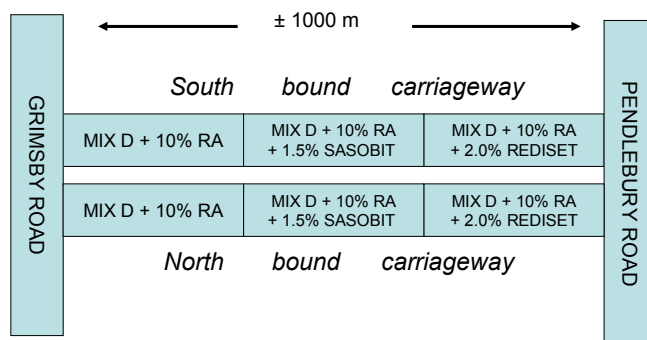 ± 1000 m
South bound carriageway
GRIMSBY ROAD
MIX D + 10% RA
MIX D + 10% RA
+ 1.5% SASOBIT
MIX D + 10% RA
+ 2.0% REDISET
PENDLEBURY ROAD
MIX D + 10% RA
MIX D + 10% RA
+ 1.5% SASOBIT
MIX D + 10% RA
+ 2.0% REDISET
North bound carriageway